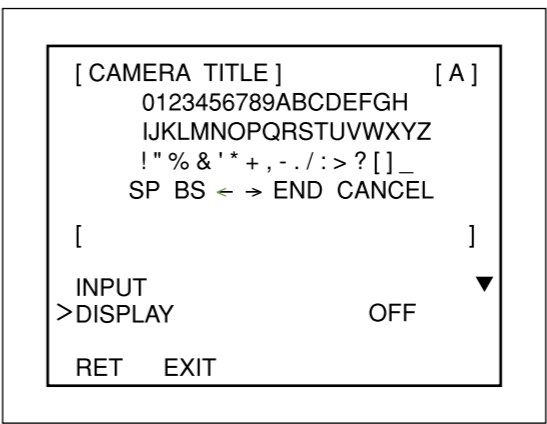 [ CAMERA TITLE ] [ A ]
0123456789ABCDEFGH
IJKLMNOPQRSTUVWXYZ
! " % & ' * + , - . / : > ? [ ] _
SP BS ← → END CANCEL
[ ]
INPUT ▼
>DISPLAY OFF
RET EXIT